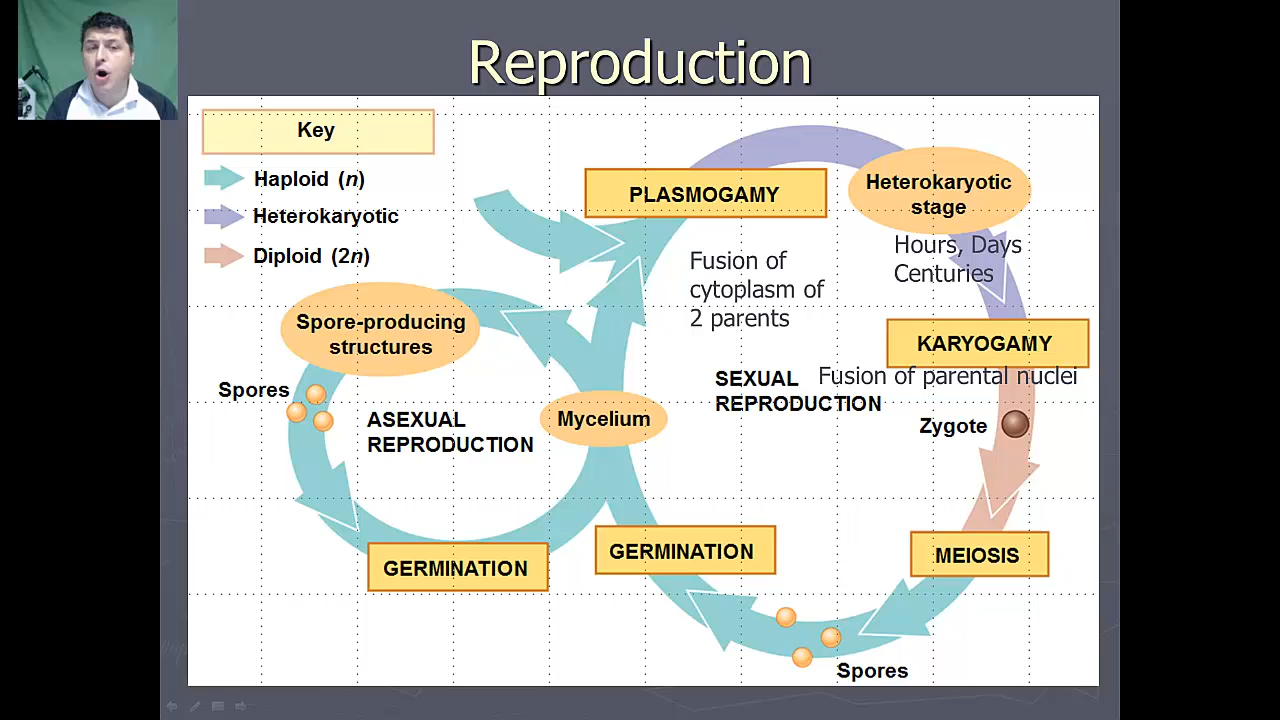 Reproduction
Key
Haploid (n)
Heterokaryotic
Diploid (2n)
PLASMOGAMY
Heterokaryotic
stage
Hours, Days
Centuries
Fusion of
cytoplasm of
2 parents
KARYOGAMY
Fusion of parental nuclei
SEXUAL
REPRODUCTION
Zygote
Spore-producing
structures
Spores
ASEXUAL
REPRODUCTION
Mycelium
GERMINATION
GERMINATION
MEIOSIS
Spores